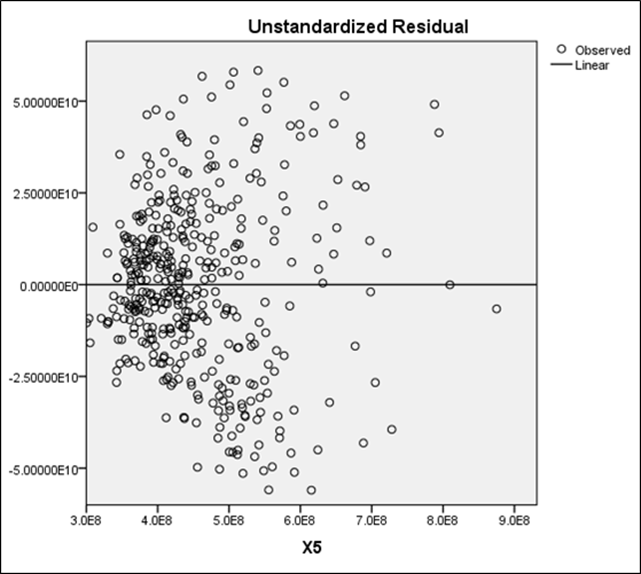 Unstandardized Residual
Observed
Linear
5.00000E10
2.50000E10
0.00000E0
-2.50000E10
-5.00000E10
3.0E8 4.0E8 5.0E8 6.0E8 7.0E8 8.0E8 9.0E8
X5